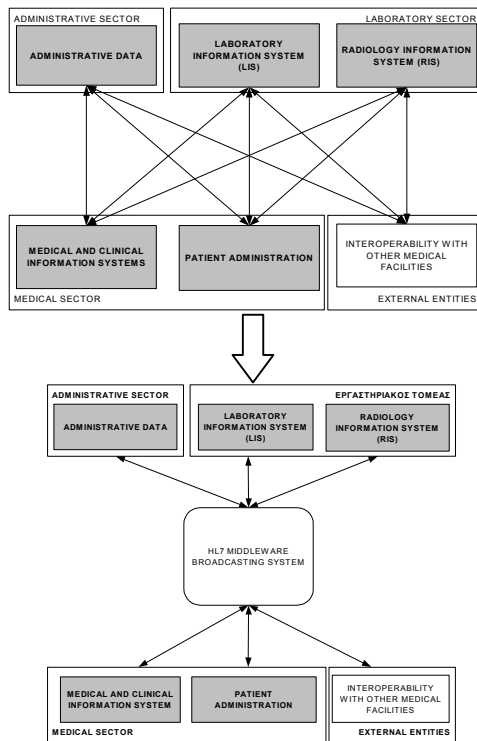 ADMINISTRATIVE SECTOR
LABORATORY SECTOR
ADMINISTRATIVE DATA
LABORATORY
INFORMATION SYSTEM
(LIS)
RADIOLOGY INFORMATION
SYSTEM (RIS)
MEDICAL AND CLINICAL
INFORMATION SYSTEMS
PATIENT ADMINISTRATION
INTEROPERABILITY WITH
OTHER MEDICAL
FACILITIES
MEDICAL SECTOR
EXTERNAL ENTITIES
ADMINISTRATIVE SECTOR
ΕΡΓΑΣΤΗΡΙΑΚΟΣ ΤΟΜΕΑΣ
ADMINISTRATIVE DATA
LABORATORY
INFORMATION SYSTEM
(LIS)
RADIOLOGY
INFORMATION SYSTEM
(RIS)
HL7 MIDDLEWARE
BROADCASTING SYSTEM
MEDICAL AND CLINICAL
INFORMATION SYSTEM
PATIENT
ADMINISTRATION
INTEROPERABILITY
WITH OTHER MEDICAL
FACILITIES
MEDICAL SECTOR
EXTERNAL ENTITIES